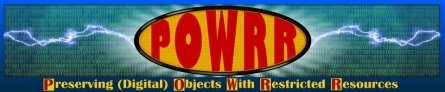 POWRR
Preserving (Digital) Objects With Restricted Resources